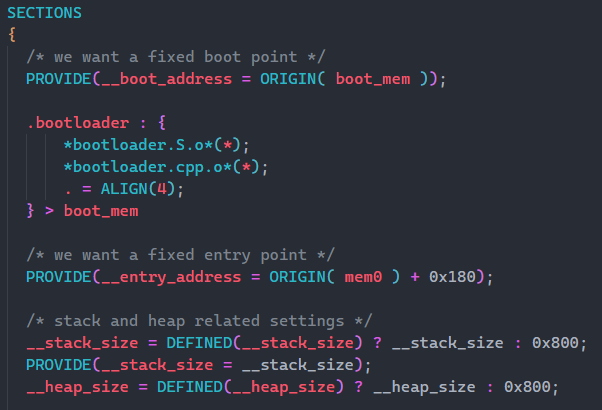 SECTIONS
{
/* we want a fixed boot point */
PROVIDE(__boot_address = ORIGIN( boot_mem ));
.bootloader : {
*bootloader.S.o*(*);
*bootloader.cpp.o*(*);
. = ALIGN(4);
} > boot_mem
/* we want a fixed entry point */
PROVIDE(__entry_address = ORIGIN( mem0 ) + 0x180);
/* stack and heap related settings */
__stack_size = DEFINED(__stack_size) ? __stack_size : 0x800;
PROVIDE(__stack_size = __stack_size);
__heap_size = DEFINED(__heap_size) ? __heap_size : 0x800;